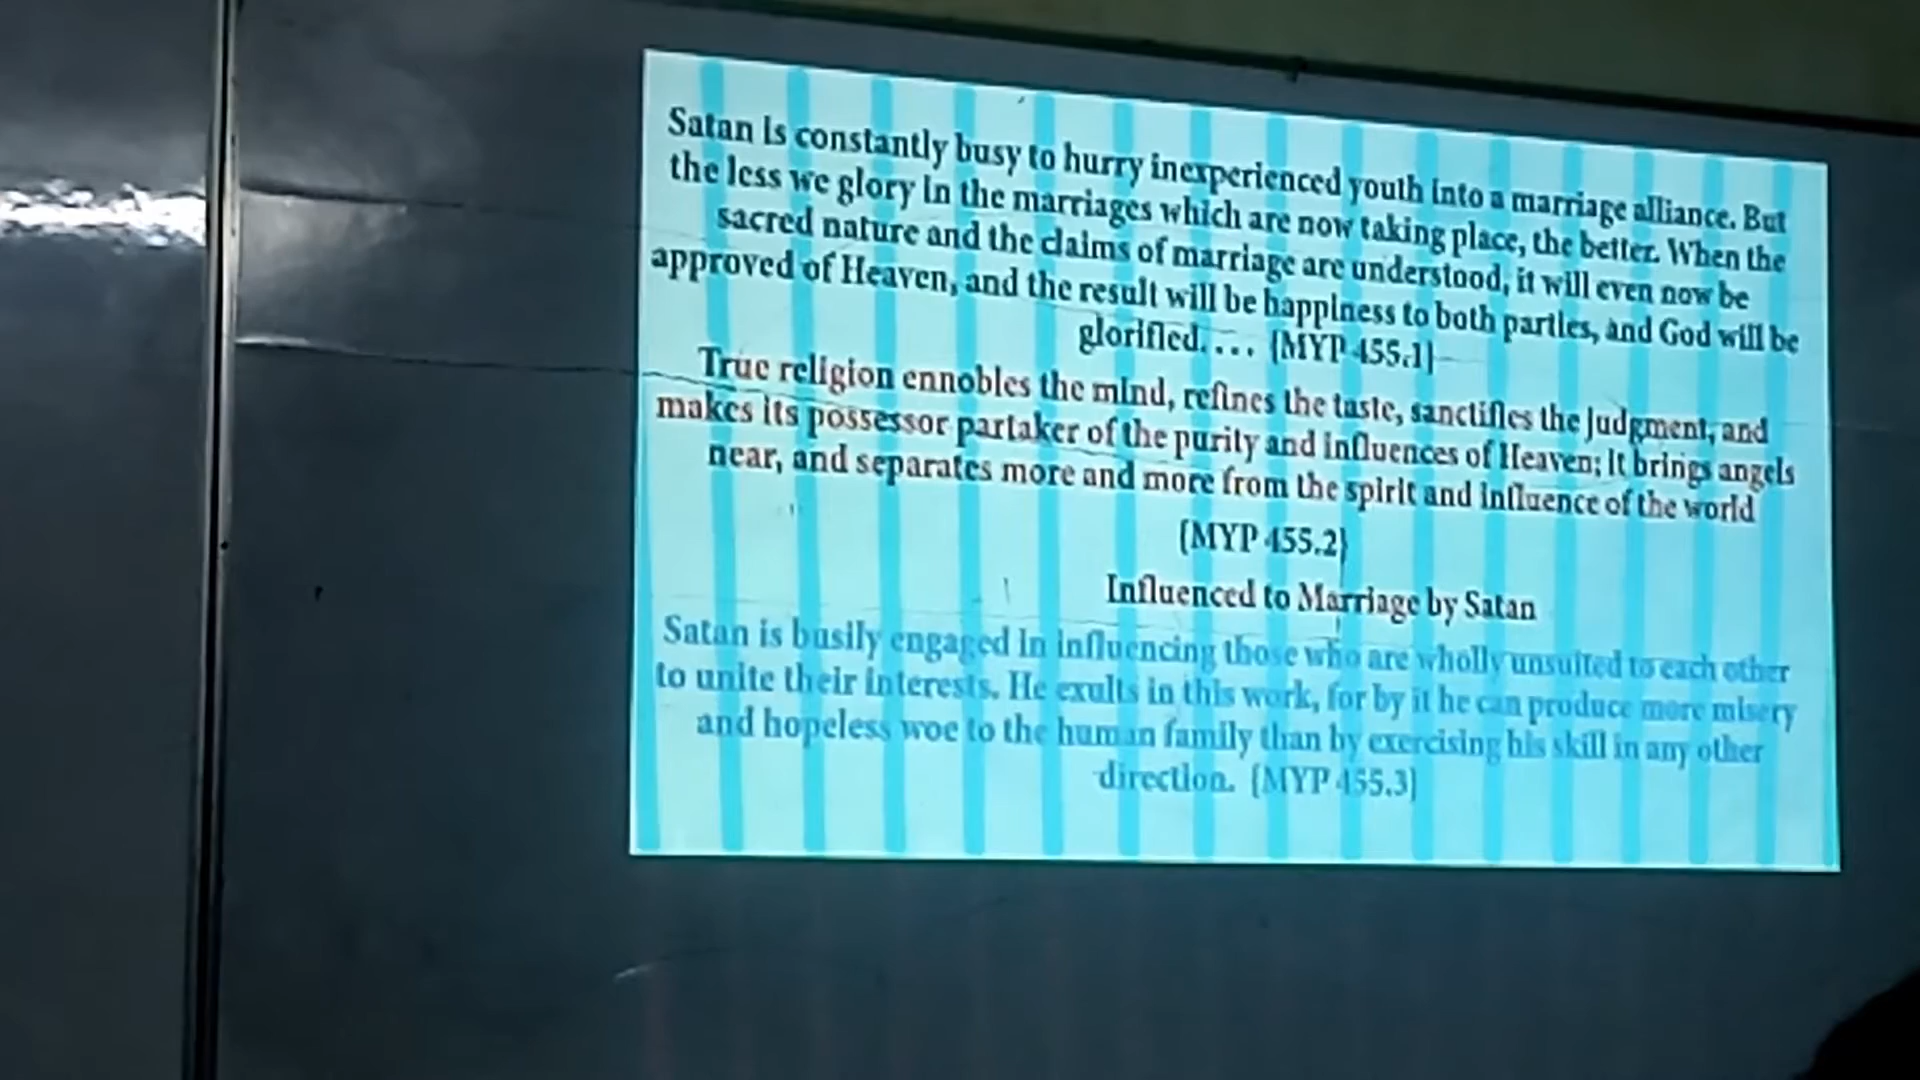 Satan is constantly busy to hurry inexperienced youth into a marriage alliance. But
the less we glory in the marriages which are now taking place, the better. When the
sacred nature and the claims of marriage are understood, it will even now be
approved of Heaven, and the result will be happiness to both parties, and God will be
glorified. . . . {MYP 455.1}
True religion ennobles the mind, refines the taste, sanctifies the judgment, and
makes its possessor partaker of the purity and influences of Heaven; it brings angels
near, and separates more and more from the spirit and influence of the world
{MYP 455.2}
Influenced to Marriage by Satan
Satan is busily engaged in influencing those who are wholly unsuited to each other
to unite their interests. He exults in this work, for by it he can produce more misery
and hopeless woe to the human family than by exercising his skill in any other
direction. {MYP 455.3}